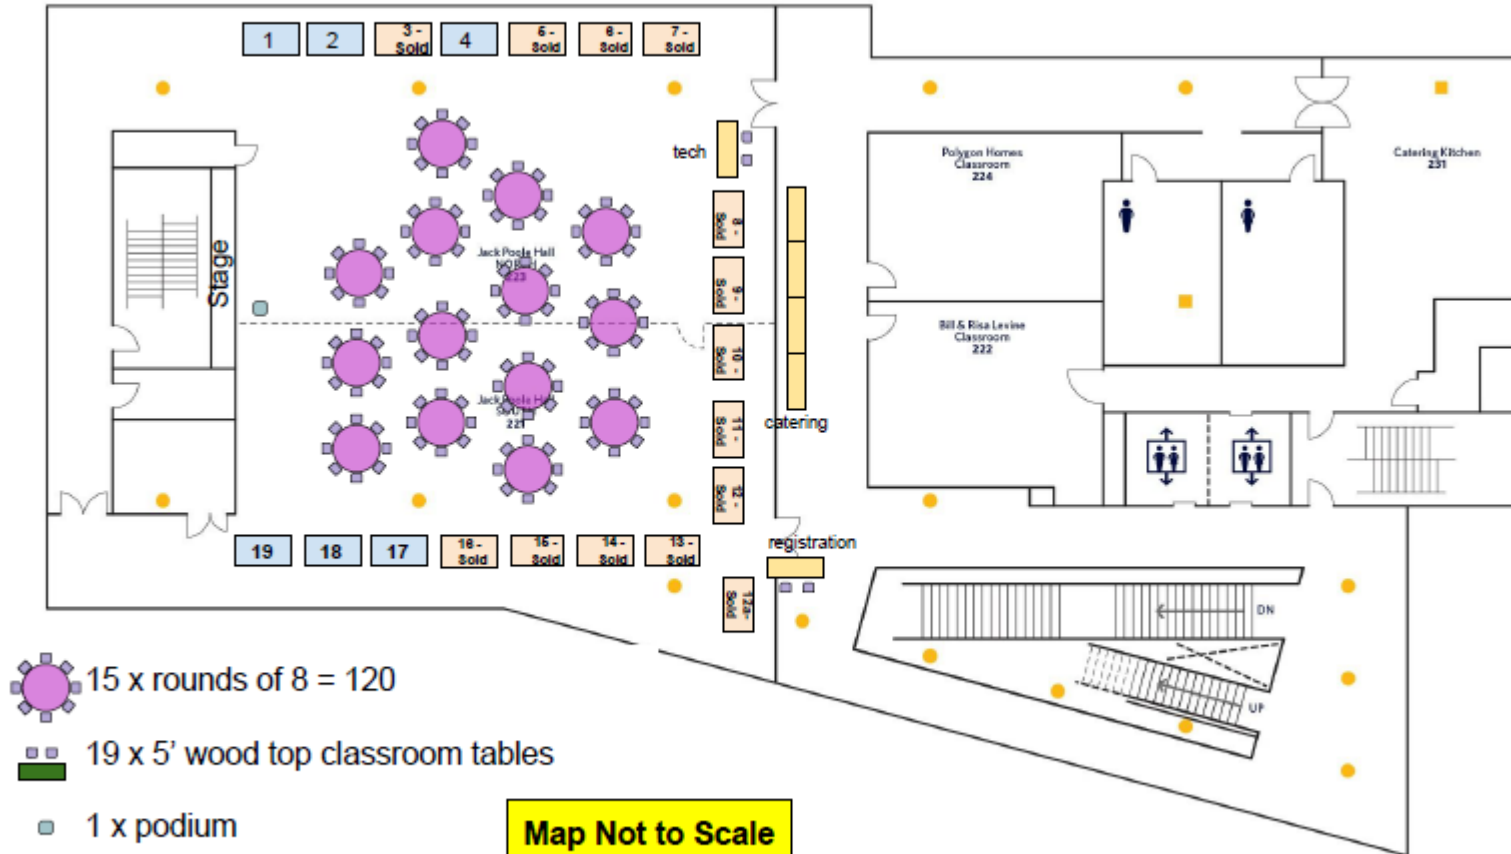 1
2
3 -
Sold
4
5 -
Sold
6 -
Sold
7 -
Sold
tech
Polygon Homes
Classroom
224
Catering Kitchen
231
8 -
Sold
Stage
Jack Poole Hall
223
9 -
Sold
10 -
Sold
Bill & Risa Levine
Classroom
222
Jack Poole Hall
221
11 -
Sold
catering
12 -
Sold
19
18
17
16 -
Sold
15 -
Sold
14 -
Sold
13 -
Sold
registration
12a-
Sold
DN
UP
15 x rounds of 8 = 120
19 x 5’ wood top classroom tables
1 x podium
Map Not to Scale